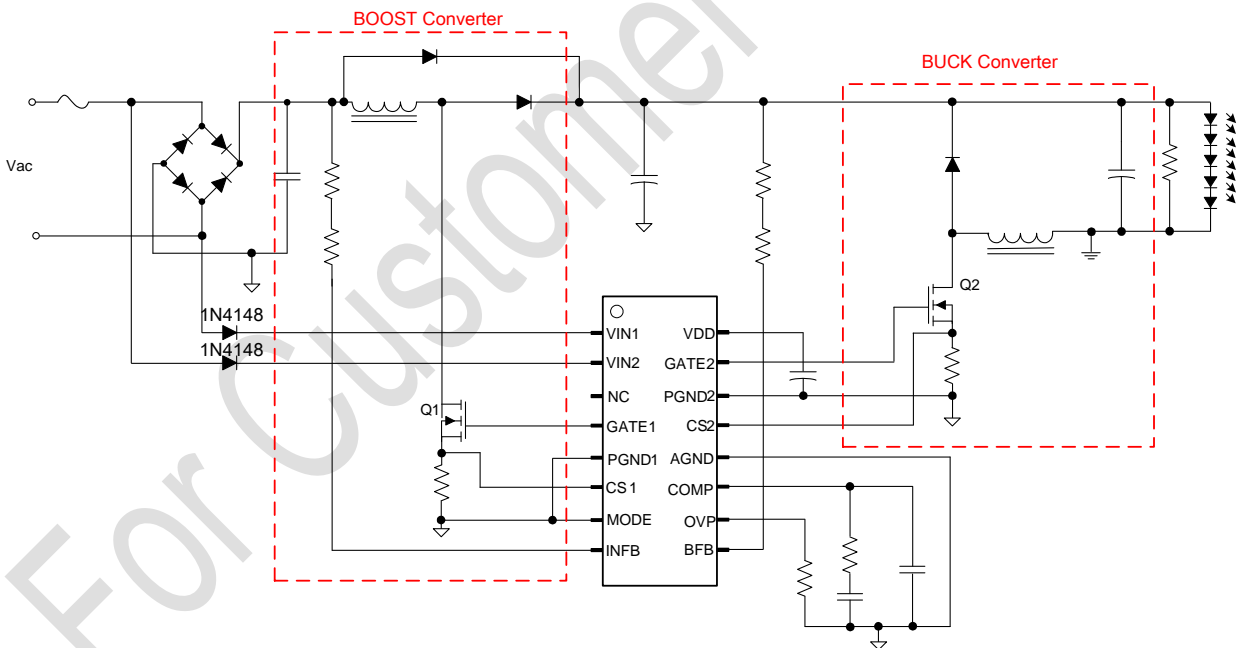 BOOST Converter
BUCK Converter
Vac
1N4148
1N4148
Q1
Q2
VIN1
VIN2
NC
GATE1
PGND1
CS1
MODE
INFB
VDD
GATE2
PGND2
CS2
AGND
COMP
OVP
BFB
For Customer